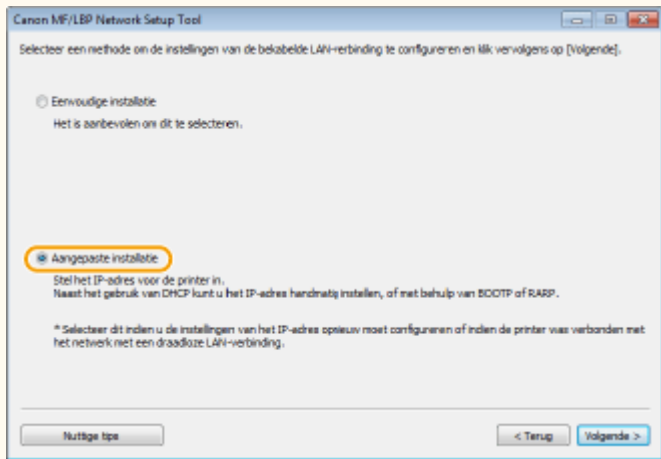 Canon MF/LBP Network Setup Tool
Selecteer een methode om de instellingen van de bekabelde LAN-verbinding te configureren en klik vervolgens op [Volgende].
Eenvoudige installatie
Het is aanbevolen om dit te selecteren.
Aangepaste installatie
Stel het IP-adres voor de printer in.
Naast het gebruik van DHCP kunt u het IP-adres handmatig instellen, of met behulp van BOOTP of RARP.
* Selecteer dit indien u de instellingen van het IP-adres opnieuw moet configureren of indien de printer was verbonden met
het netwerk met een draadloze LAN-verbinding.
Nuttige tips
< Terug
Volgende >